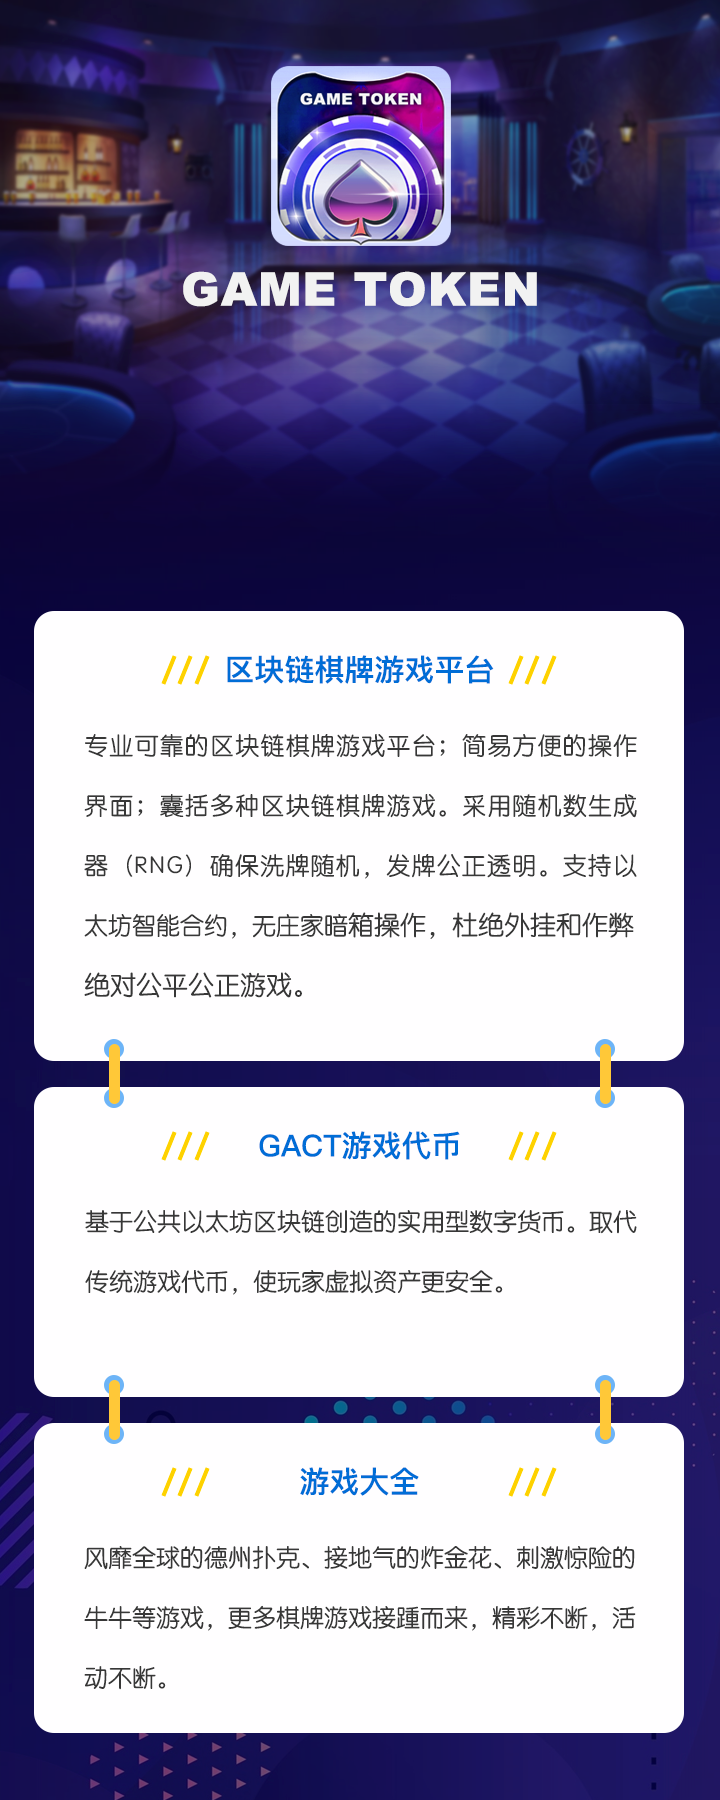 GAME TOKEN
GAME TOKEN
区块链棋牌游戏平台
专业可靠的区块链棋牌游戏平台；简易方便的操作
界面；囊括多种区块链棋牌游戏。采用随机数生成
器（RNG）确保洗牌随机，发牌公正透明。支持以
太坊智能合约，无庄家暗箱操作，杜绝外挂和作弊
绝对公平公正游戏。
GACT游戏代币
基于公共以太坊区块链创造的实用型数字货币。取代
传统游戏代币，使玩家虚拟资产更安全。
游戏大全
风靡全球的德州扑克、接地气的炸金花、刺激惊险的
牛牛等游戏，更多棋牌游戏接踵而来，精彩不断，活
动不断。